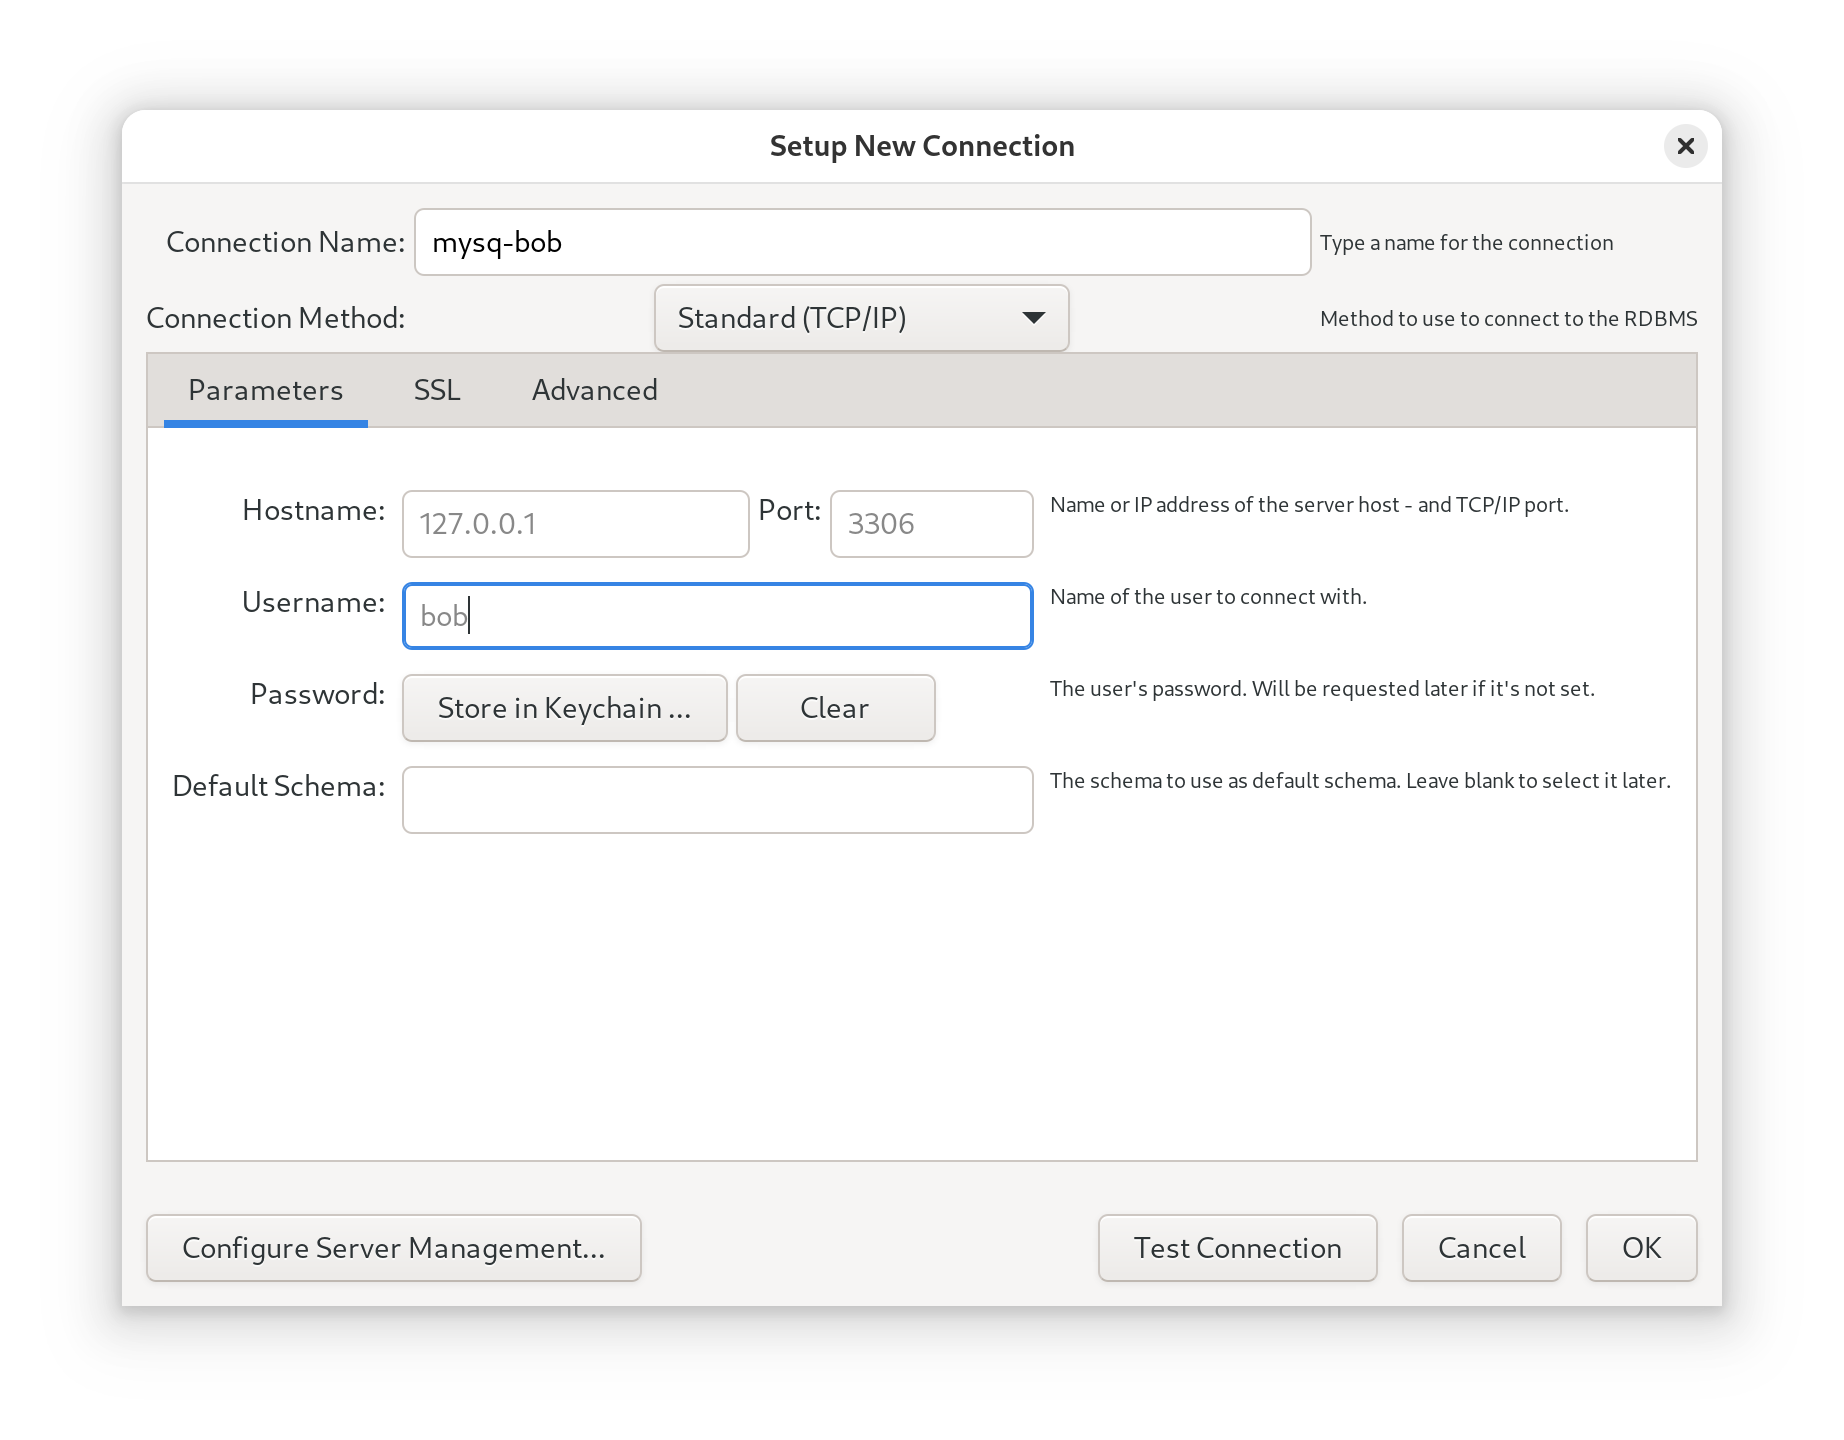 Setup New Connection
Connection Name: mysq-bob Type a name for the connection
Connection Method: Standard (TCP/IP) Method to use to connect to the RDBMS
Parameters SSL Advanced
Hostname: 127.0.0.1 Port: 3306 Name or IP address of the server host - and TCP/IP port.
Username: bob Name of the user to connect with.
Password: Store in Keychain ... Clear The user's password. Will be requested later if it's not set.
Default Schema: The schema to use as default schema. Leave blank to select it later.
Configure Server Management... Test Connection Cancel OK